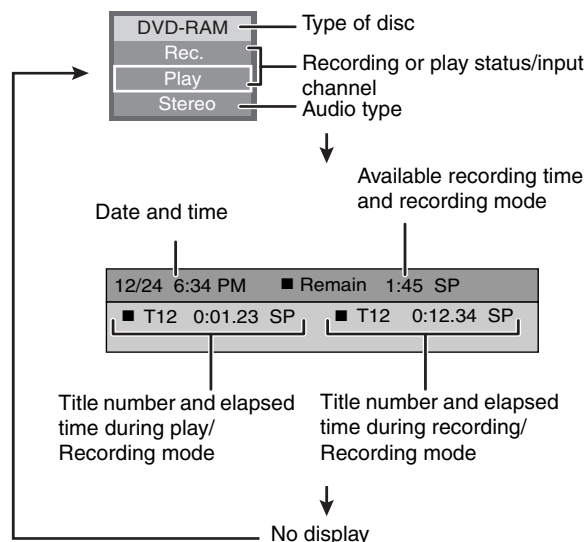 DVD-RAM
Type of disc
Rec.
Play
Recording or play status/input
channel
Stereo
Audio type
Available recording time
and recording mode
Date and time
12/24 6:34 PM ■ Remain 1:45 SP
■ T12 0:01.23 SP ■ T12 0:12.34 SP
Title number and elapsed
time during play/
Recording mode
Title number and elapsed
time during recording/
Recording mode
No display